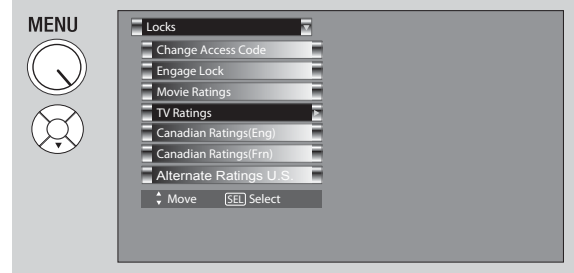 MENU
Locks
Change Access Code
Engage Lock
Movie Ratings
TV Ratings
Canadian Ratings(Eng)
Canadian Ratings(Frn)
Alternate Ratings U.S.
Move SEL Select